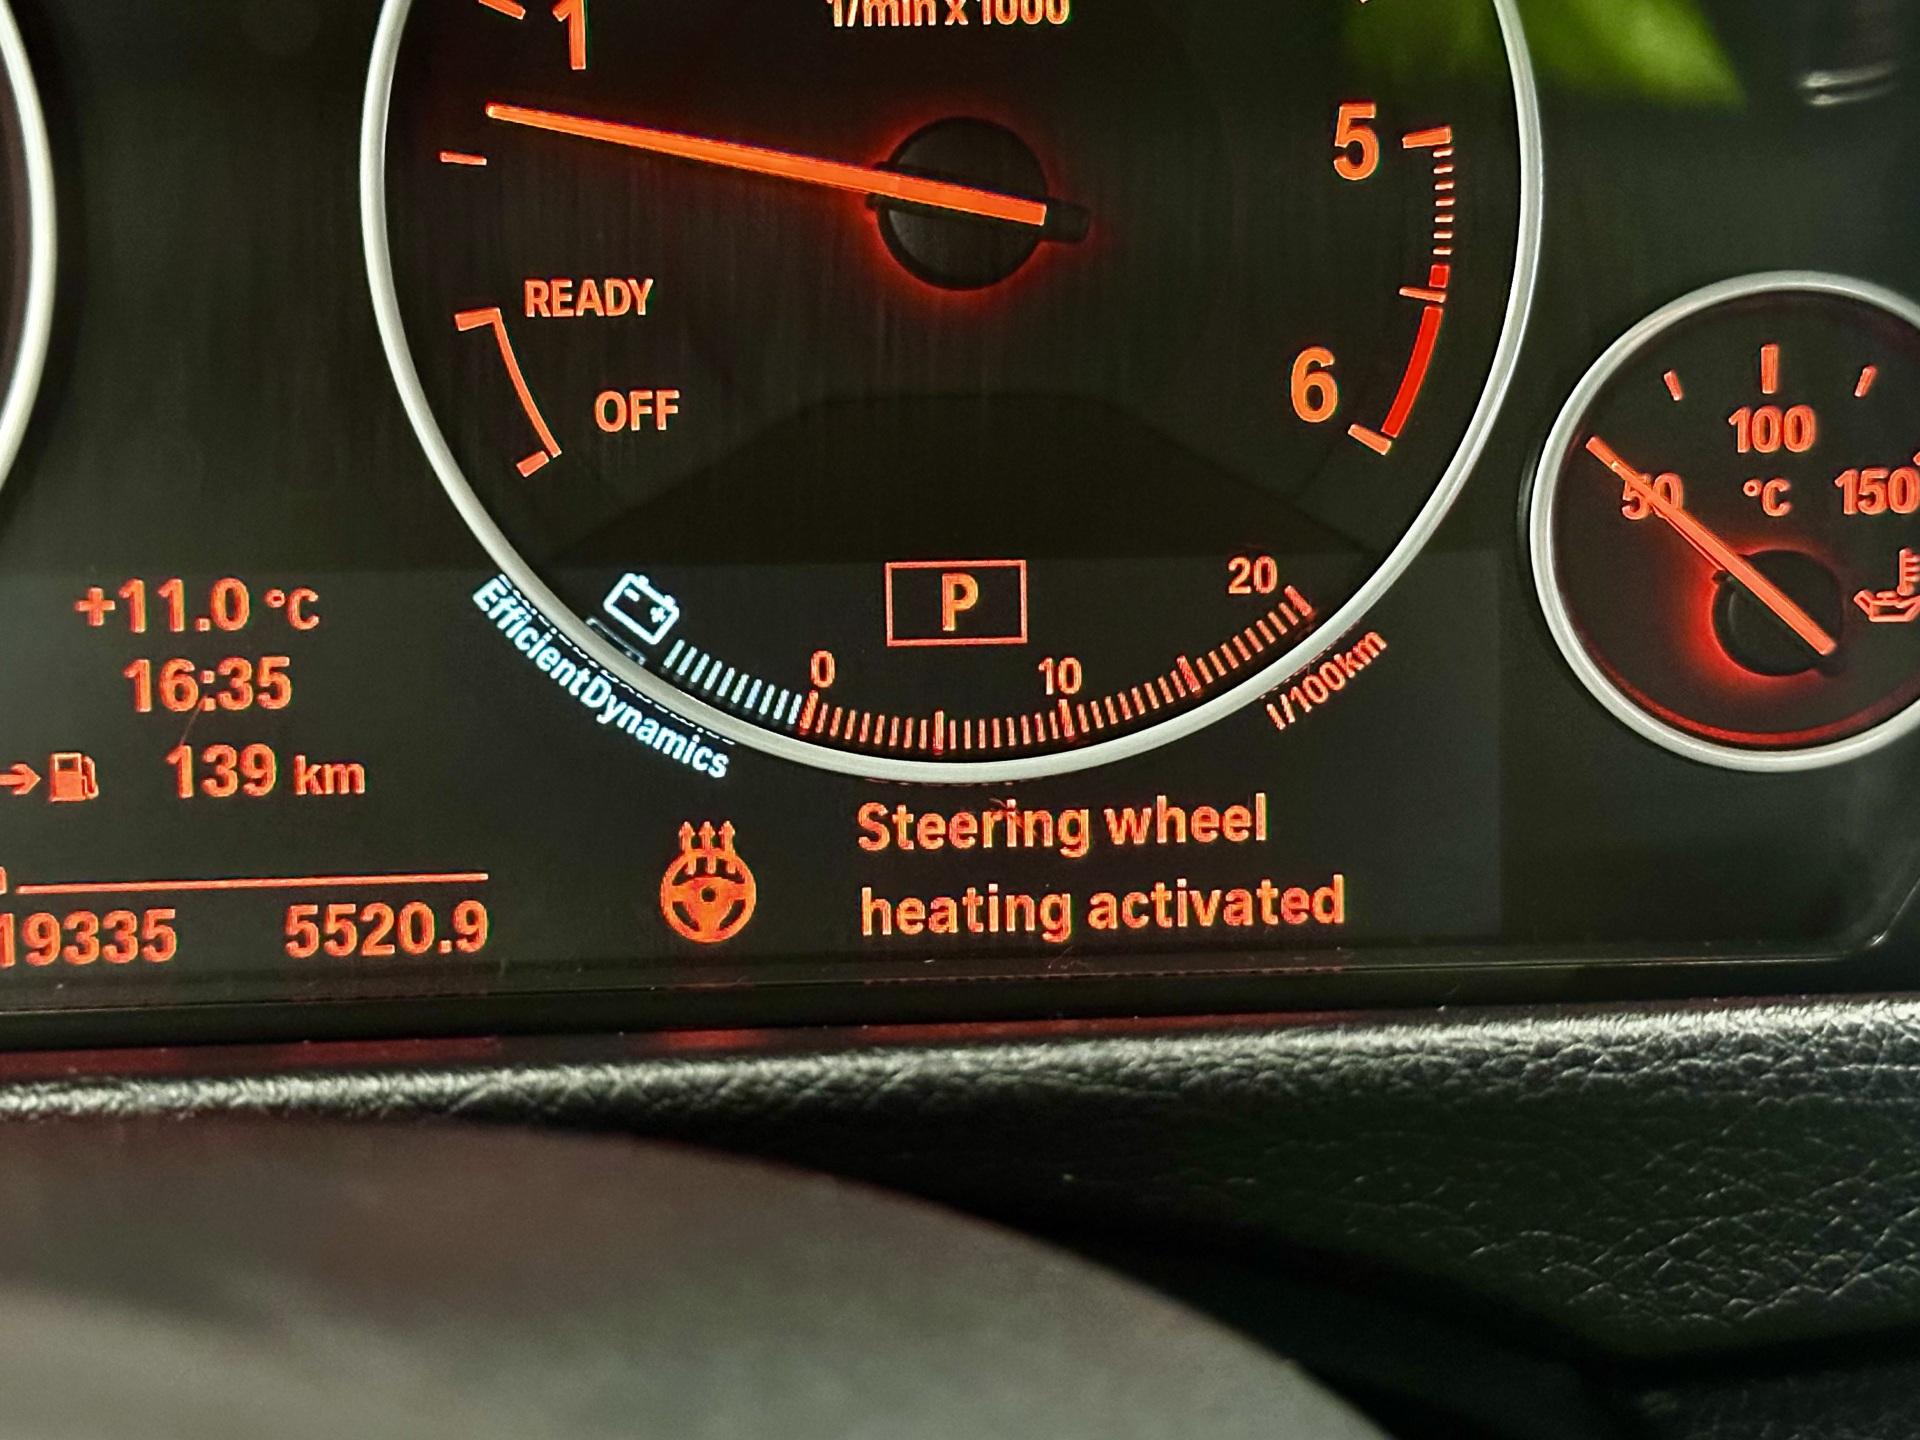 1/min x 1000
1
5
READY
6
OFF
100
50
°C
150
+11.0 °C
P
20
EfficientDynamics
0
10
16:35
l/100km
139 km
Steering wheel
heating activated
19335
5520.9